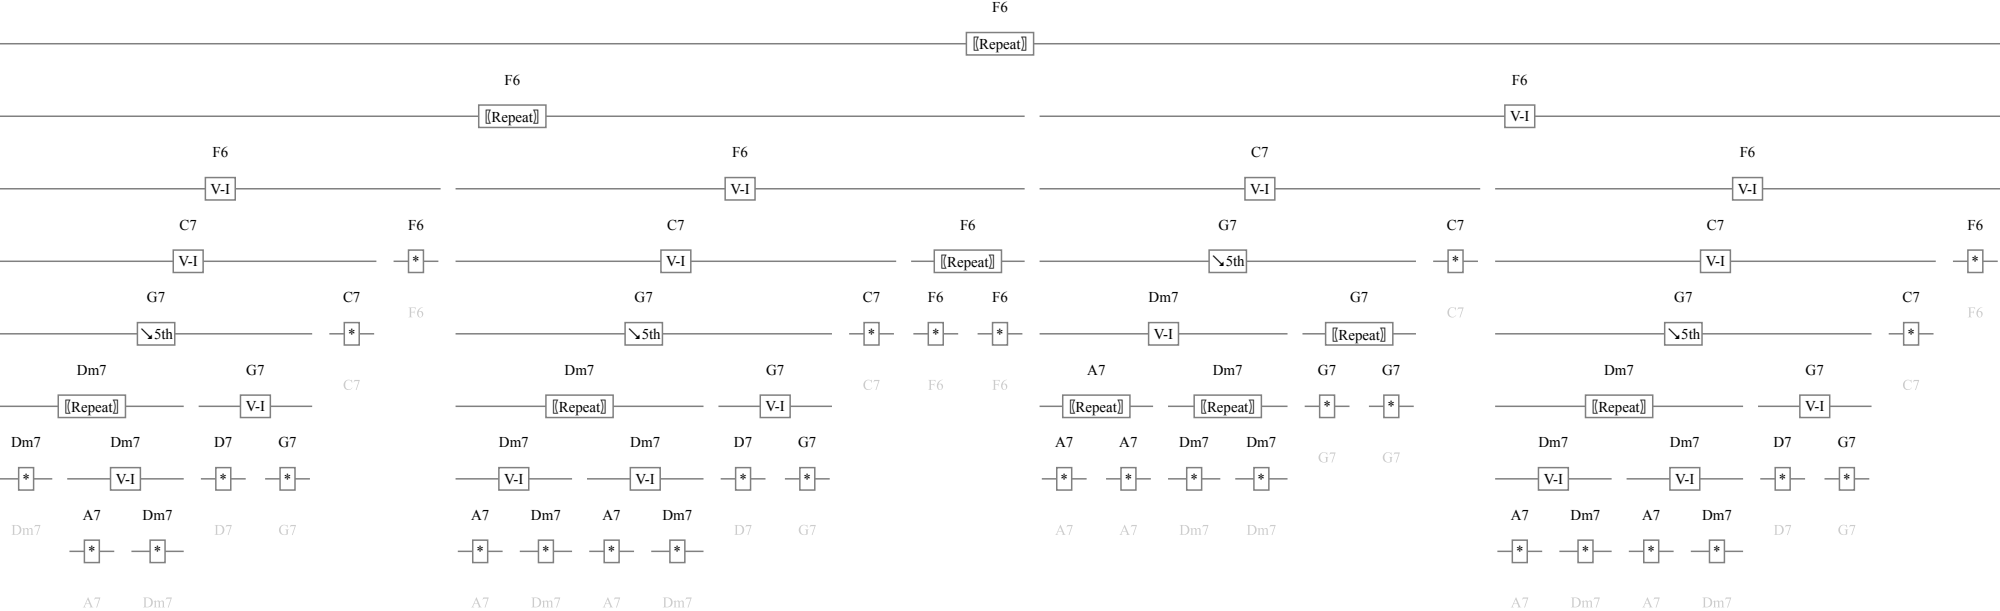 F6
⟦Repeat⟧
F6 F6
⟦Repeat⟧ V-I
F6 F6 C7 F6
V-I V-I V-I V-I
C7 F6 C7 F6 G7 C7 C7 F6
V-I * V-I ⟦Repeat⟧ ↘5th * V-I *
G7 C7 F6 G7 C7 F6 F6 Dm7 G7 C7 G7 C7 F6
↘5th * ↘5th * * * V-I ⟦Repeat⟧ ↘5th *
Dm7 G7 C7 Dm7 G7 C7 F6 F6 A7 Dm7 G7 G7 Dm7 G7 C7
⟦Repeat⟧ V-I ⟦Repeat⟧ V-I ⟦Repeat⟧ ⟦Repeat⟧ * * ⟦Repeat⟧ V-I
Dm7 Dm7 D7 G7 Dm7 Dm7 D7 G7 A7 A7 Dm7 Dm7 G7 G7 Dm7 Dm7 D7 G7
* V-I * * V-I V-I * * * * * * V-I V-I * *
Dm7 A7 Dm7 D7 G7 A7 Dm7 A7 Dm7 D7 G7 A7 A7 Dm7 Dm7 A7 Dm7 A7 Dm7 D7 G7
* * * * * * * * * *
A7 Dm7 A7 Dm7 A7 Dm7 A7 Dm7 A7 Dm7